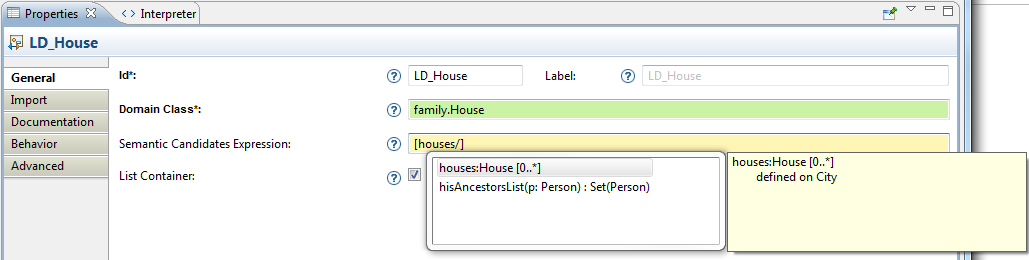 Properties Interpreter
LD_House
General
Import
Documentation
Behavior
Advanced
Id*: ? LD_House Label: ? LD_House
Domain Class*: ? family.House
Semantic Candidates Expression: ? [houses/]
List Container: ?
houses:House [0..*]
hisAncestorsList(p: Person) : Set(Person)
houses:House [0..*]
defined on City